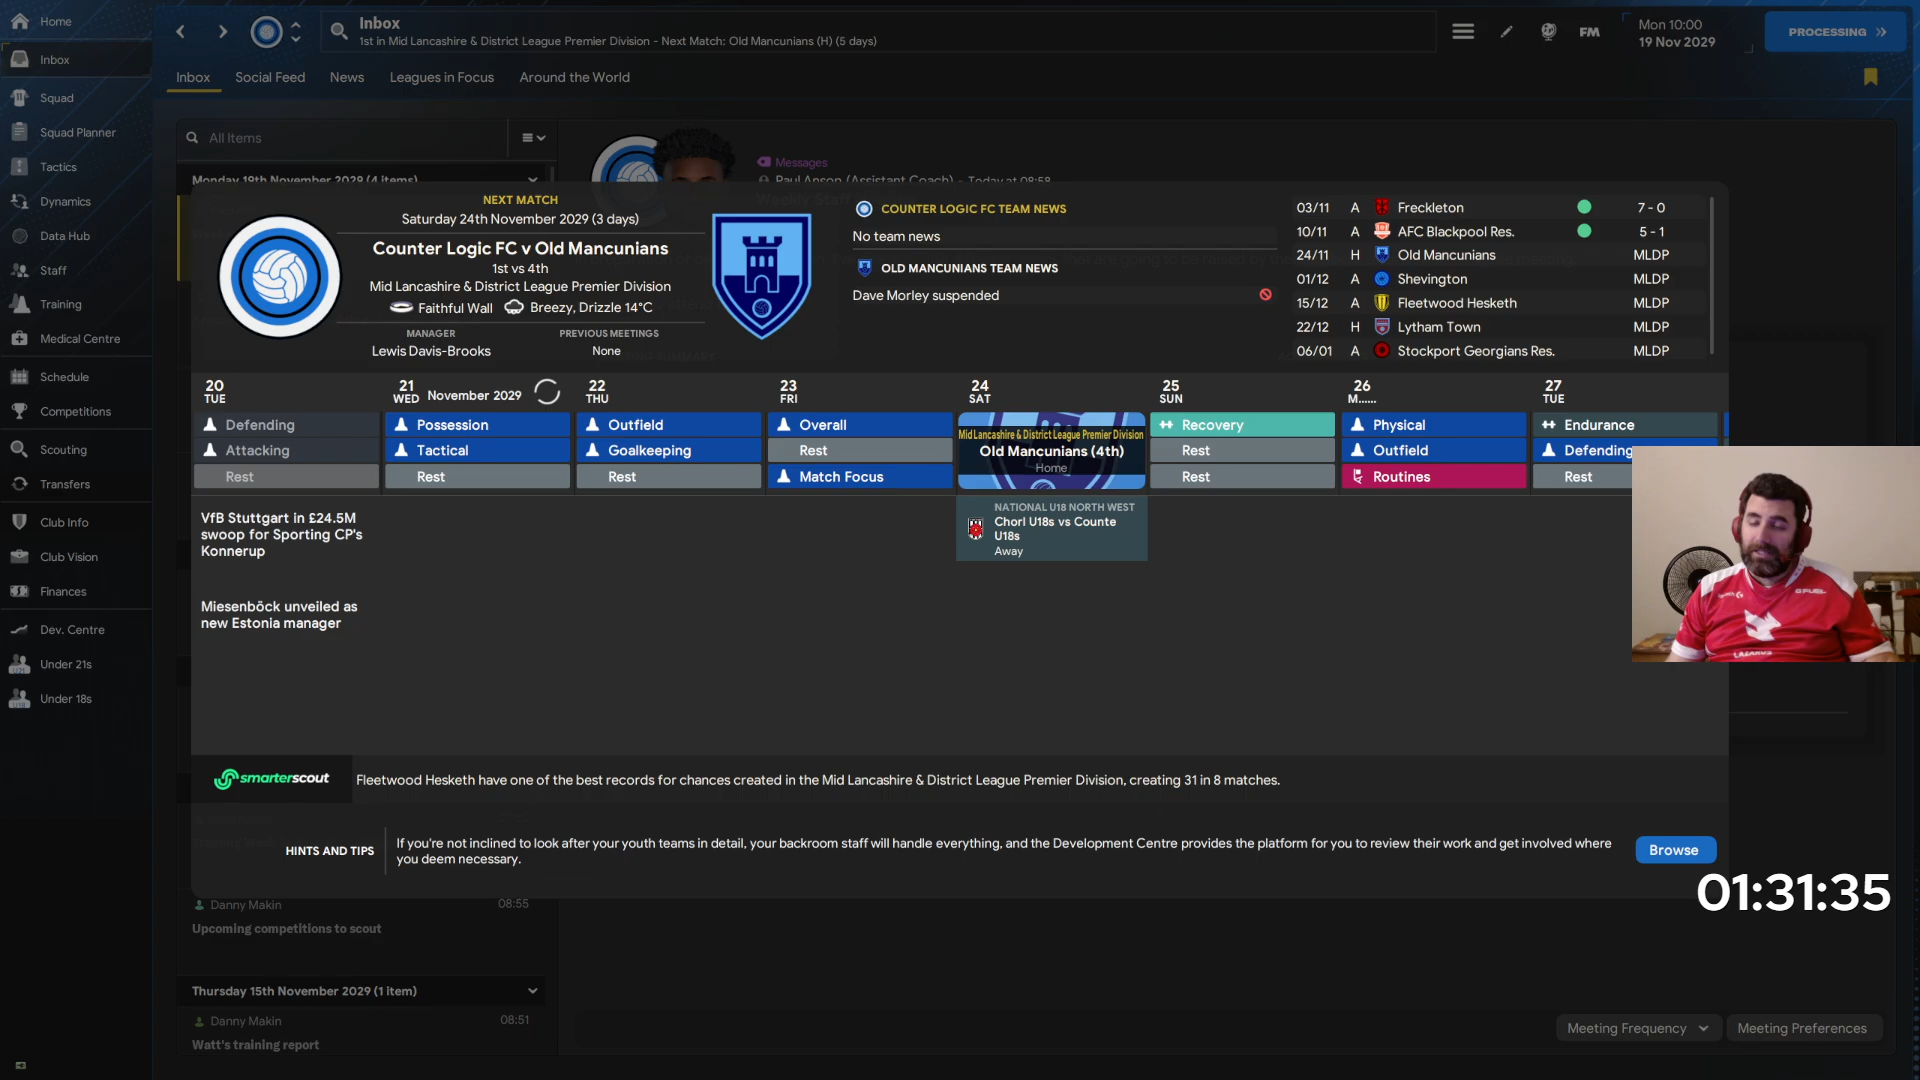 Home
Inbox
Squad
Squad Planner
Tactics
Dynamics
Data Hub
Staff
Training
Medical Centre
Schedule
Competitions
Scouting
Transfers
Club Info
Club Vision
Finances
Dev. Centre
Under 21s
Under 18s
Inbox
1st in Mid Lancashire & District League Premier Division - Next Match: Old Mancunians (H) (5 days)
FM
Mon 10:00
19 Nov 2029
PROCESSING
Inbox
Social Feed
News
Leagues in Focus
Around the World
All Items
Monday 19th November 2029 (4 items)
Messages
Paul Anson (Assistant Coach) - Today at 08:58
NEXT MATCH
Saturday 24th November 2029 (3 days)
Counter Logic FC v Old Mancunians
1st vs 4th
Mid Lancashire & District League Premier Division
Faithful Wall
Breezy, Drizzle 14°C
MANAGER
Lewis Davis-Brooks
PREVIOUS MEETINGS
None
COUNTER LOGIC FC TEAM NEWS
No team news
OLD MANCUNIANS TEAM NEWS
Dave Morley suspended
03/11 A Freckleton 7 - 0
10/11 A AFC Blackpool Res. 5 - 1
24/11 H Old Mancunians MLDP
01/12 A Shevington MLDP
15/12 A Fleetwood Hesketh MLDP
22/12 H Lytham Town MLDP
06/01 A Stockport Georgians Res. MLDP
November 2029
20 TUE
Defending
Attacking
Rest
21 WED
Possession
Tactical
Rest
22 THU
Outfield
Goalkeeping
Rest
23 FRI
Overall
Rest
Match Focus
24 SAT
Mid Lancashire & District League Premier Division
Old Mancunians (4th)
Home
25 SUN
Recovery
Rest
Rest
26 M......
Physical
Outfield
Routines
27 TUE
Endurance
Defending
Rest
VfB Stuttgart in £24.5M
swoop for Sporting CP's
Konnerup
Miesenböck unveiled as
new Estonia manager
NATIONAL U18 NORTH WEST
Chorl U18s vs Counte
U18s
Away
smarterscout
Fleetwood Hesketh have one of the best records for chances created in the Mid Lancashire & District League Premier Division, creating 31 in 8 matches.
HINTS AND TIPS
If you're not inclined to look after your youth teams in detail, your backroom staff will handle everything, and the Development Centre provides the platform for you to review their work and get involved where
you deem necessary.
Browse
01:31:35
Danny Makin 08:55
Upcoming competitions to scout
Thursday 15th November 2029 (1 item)
Danny Makin 08:51
Watt's training report
Meeting Frequency
Meeting Preferences